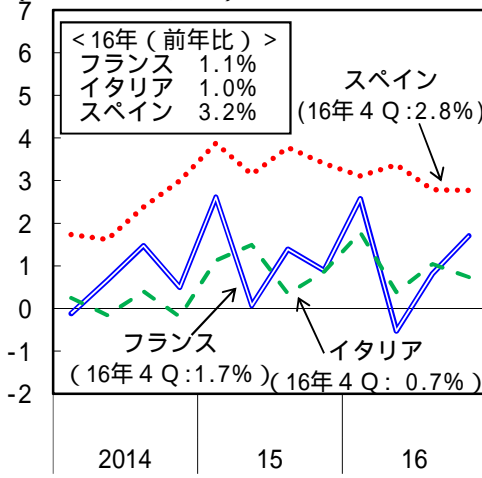 7
<16年（前年比）>
フランス 1.1%
イタリア 1.0%
スペイン 3.2%
6
5
スペイン
(16年４Q:2.8%)
4
3
2
1
0
フランス
(16年４Q:1.7%)
イタリア
(16年４Q: 0.7%)
-1
-2
2014 15 16